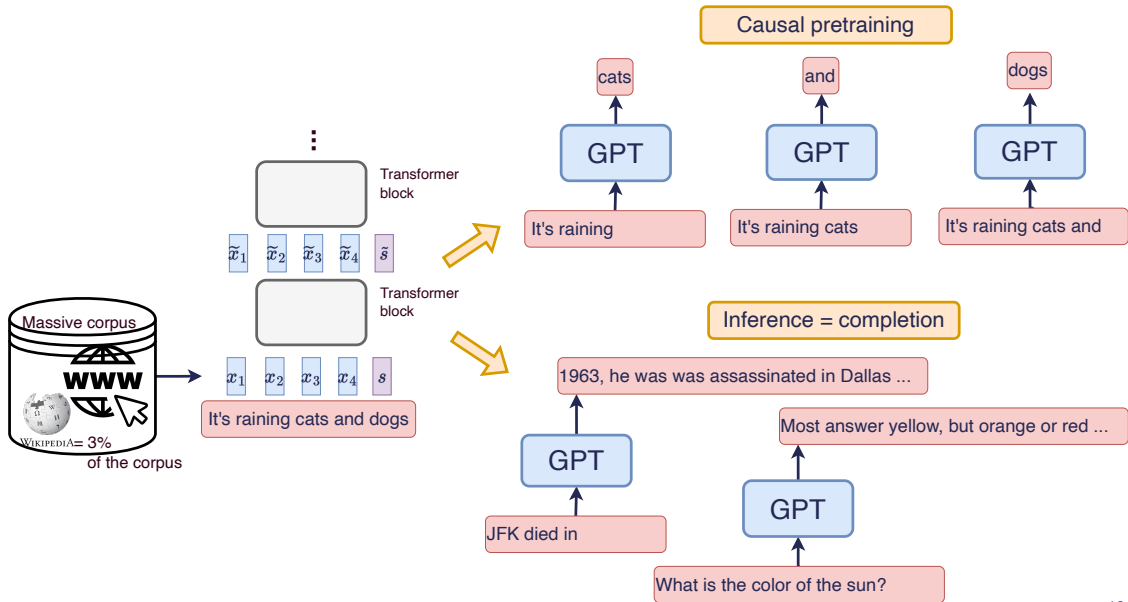 Causal pretraining
cats
and
dogs
GPT
GPT
GPT
It's raining
It's raining cats
It's raining cats and
⋮
Transformer
block
x̃₁ x̃₂ x̃₃ x̃₄ s̃
Transformer
block
x₁ x₂ x₃ x₄ s
It's raining cats and dogs
Massive corpus
www
WIKIPEDIA = 3%
of the corpus
Inference = completion
1963, he was was assassinated in Dallas ...
GPT
JFK died in
Most answer yellow, but orange or red ...
GPT
What is the color of the sun?